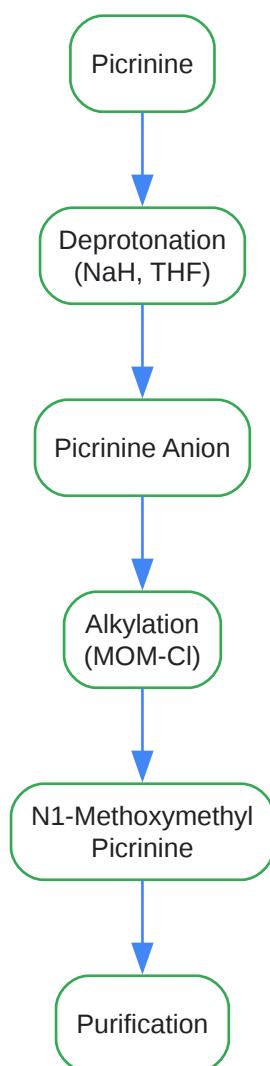 Picrinine
Deprotonation
(NaH, THF)
Picrinine Anion
Alkylation
(MOM-Cl)
N1-Methoxymethyl
Picrinine
Purification